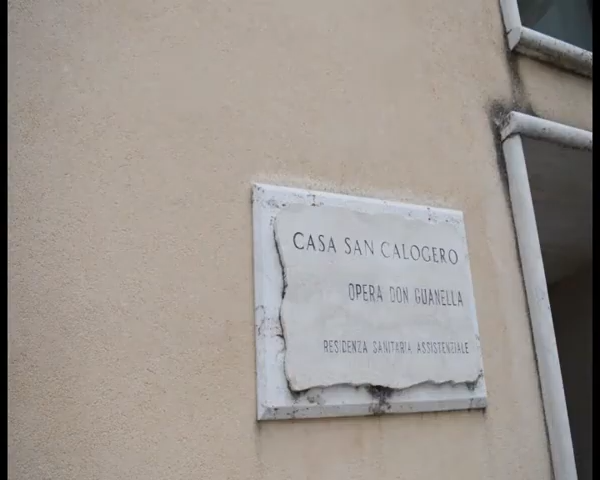 CASA SAN CALOGERO
OPERA DON GUANELLA
RESIDENZA SANITARIA ASSISTENZIALE